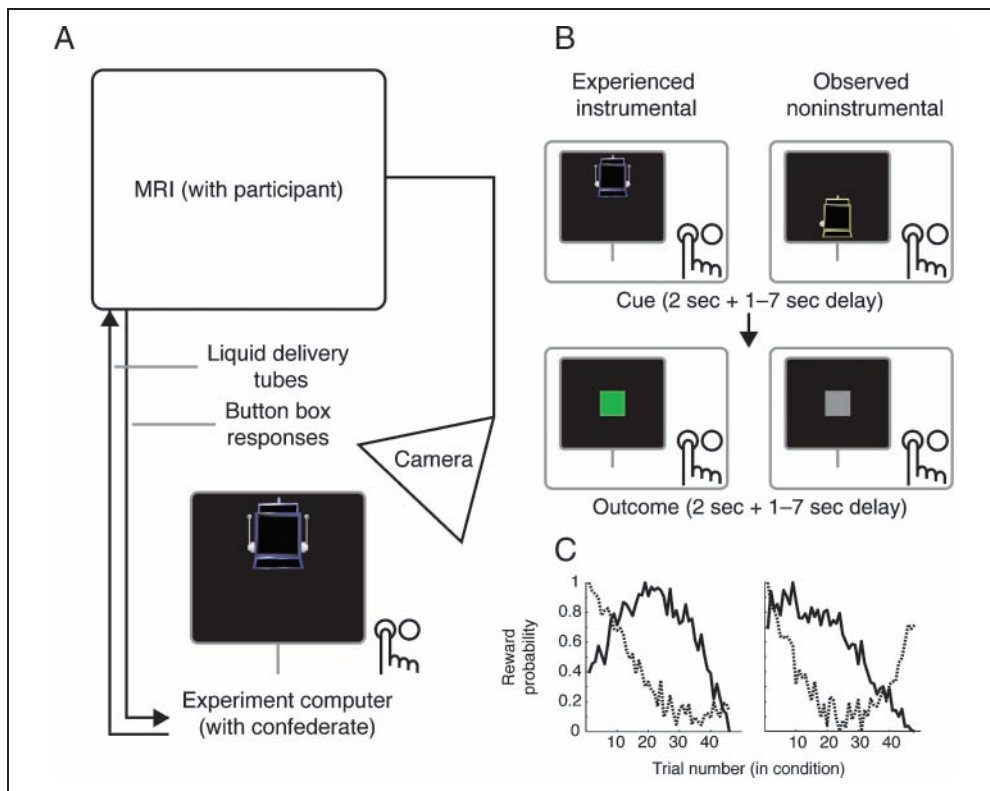 A
MRI (with participant)
Liquid delivery
tubes
Button box
responses
Camera
Experiment computer
(with confederate)
B
Experienced
instrumental
Observed
noninstrumental
Cue (2 sec + 1–7 sec delay)
Outcome (2 sec + 1–7 sec delay)
C
Reward
probability
1
0.8
0.6
0.4
0.2
0
10 20 30 40
10 20 30 40
Trial number (in condition)